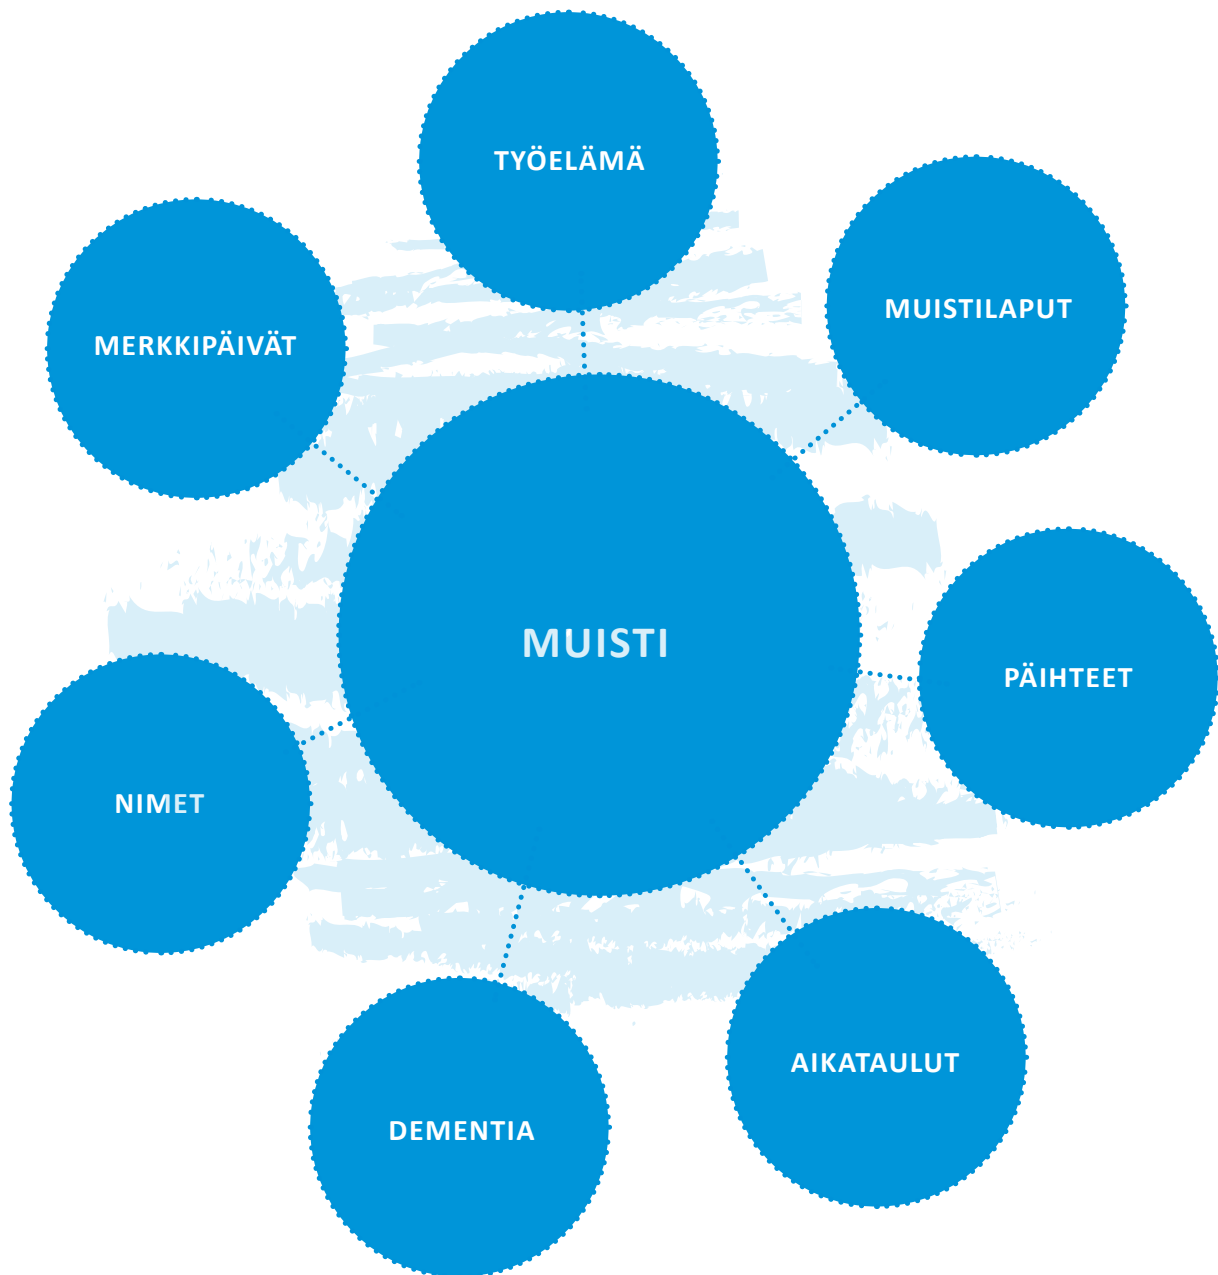 TYÖELÄMÄ
MUISTILAPUT
MERKKIPÄIVÄT
MUISTI
PÄIHTEET
NIMET
AIKATAULUT
DEMENTIA